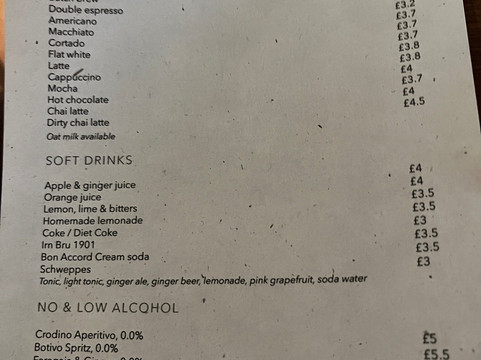 Double espresso
Americano £3.2
Macchiato £3.7
Cortado £3.7
Flat white £3.7
Latte £3.8
Cappuccino £3.8
Mocha £4
Hot chocolate £3.7
Chai latte £4
Dirty chai latte £4.5
Oat milk available
SOFT DRINKS
Apple & ginger juice £4
Orange juice £4
Lemon, lime & bitters £3.5
Homemade lemonade £3.5
Coke / Diet Coke £3
Irn Bru 1901 £3.5
Bon Accord Cream soda £3.5
Schweppes £3
Tonic, light tonic, ginger ale, ginger beer, lemonade, pink grapefruit, soda water
NO & LOW ALCOHOL
Crodino Aperitivo, 0.0% £5
Botivo Spritz, 0.0% £5.5